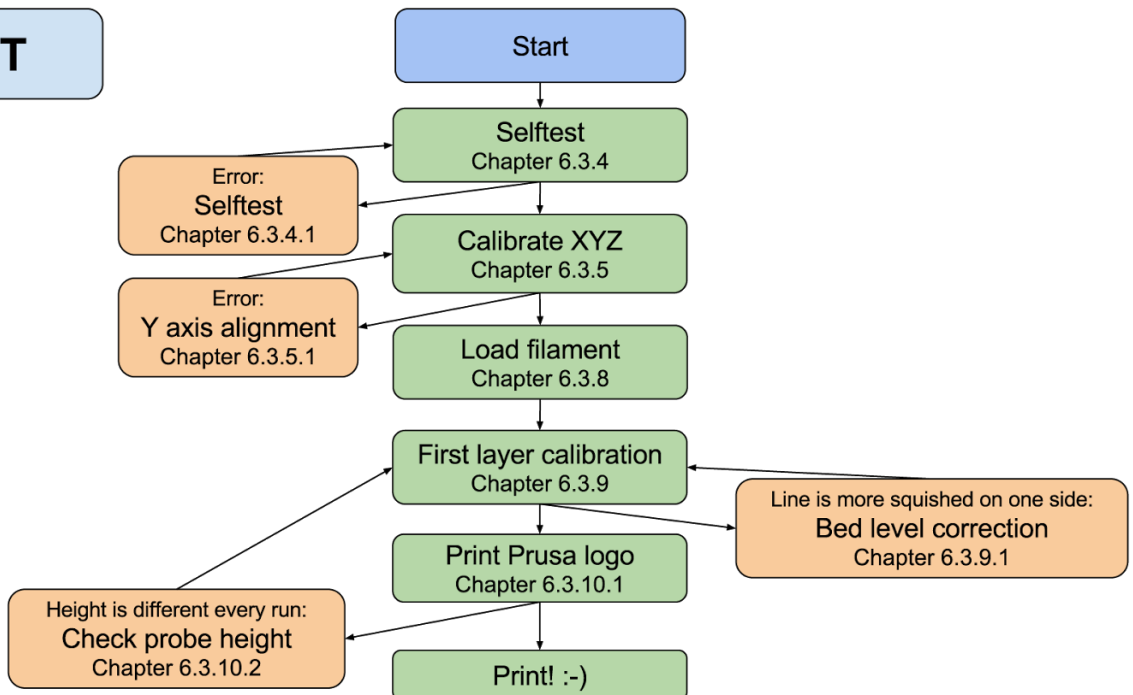 T
Start
Selftest
Chapter 6.3.4
Error:
Selftest
Chapter 6.3.4.1
Calibrate XYZ
Chapter 6.3.5
Error:
Y axis alignment
Chapter 6.3.5.1
Load filament
Chapter 6.3.8
First layer calibration
Chapter 6.3.9
Line is more squished on one side:
Bed level correction
Chapter 6.3.9.1
Print Prusa logo
Chapter 6.3.10.1
Height is different every run:
Check probe height
Chapter 6.3.10.2
Print! :-)